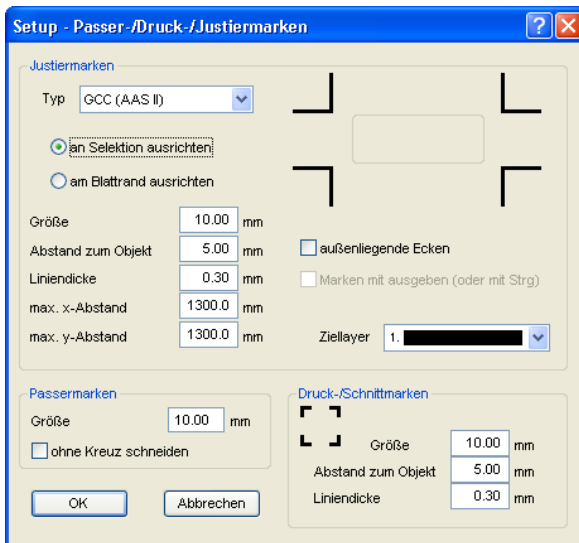 Setup - Passer-/Druck-/Justiermarken
Justiermarken
Typ GCC (AAS II)
an Selektion ausrichten
am Blattrand ausrichten
Größe 10.00 mm
Abstand zum Objekt 5.00 mm
Liniendicke 0.30 mm
max. x-Abstand 1300.0 mm
max. y-Abstand 1300.0 mm
außenliegende Ecken
Marken mit ausgeben (oder mit Strg)
Ziellayer 1.
Passermarken
Größe 10.00 mm
ohne Kreuz schneiden
OK Abbrechen
Druck-/Schnittmarken
Größe 10.00 mm
Abstand zum Objekt 5.00 mm
Liniendicke 0.30 mm